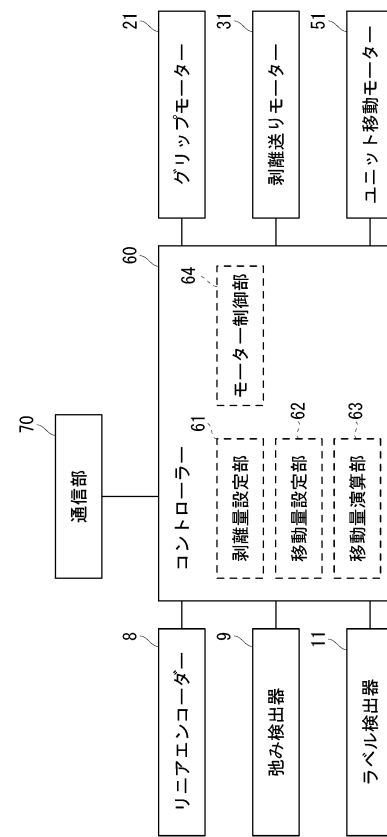 通信部
70
リニアエンコーダー
8
弛み検出器
9
ラベル検出器
11
コントローラー
60
剥離量設定部
61
移動量設定部
62
移動量演算部
63
モーター制御部
64
グリップモーター
21
剥離送りモーター
31
ユニット移動モーター
51